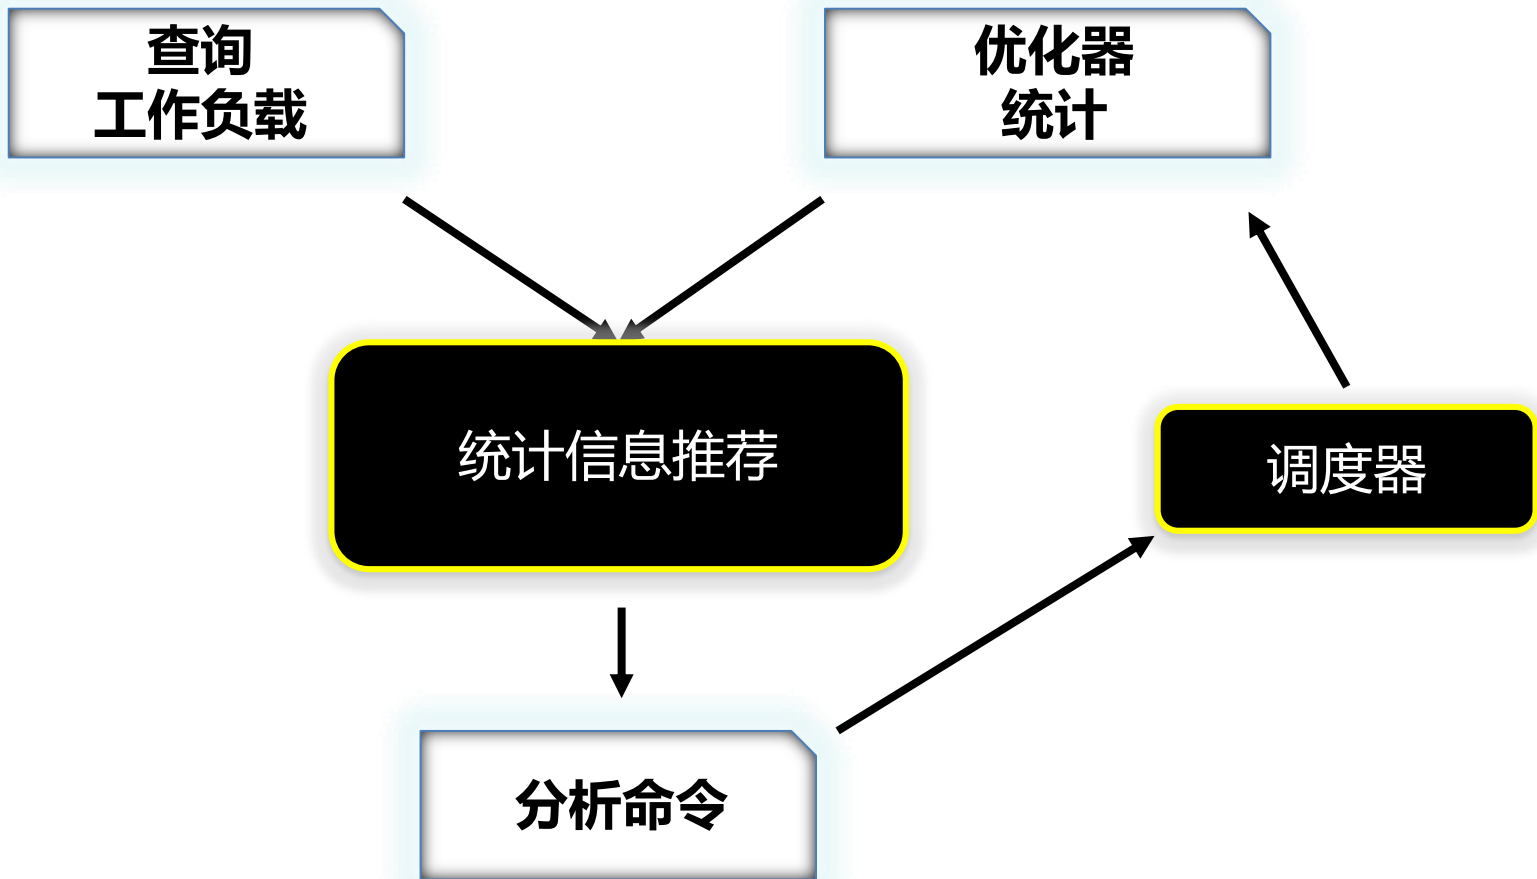 查询
工作负载
优化器
统计
统计信息推荐
调度器
分析命令